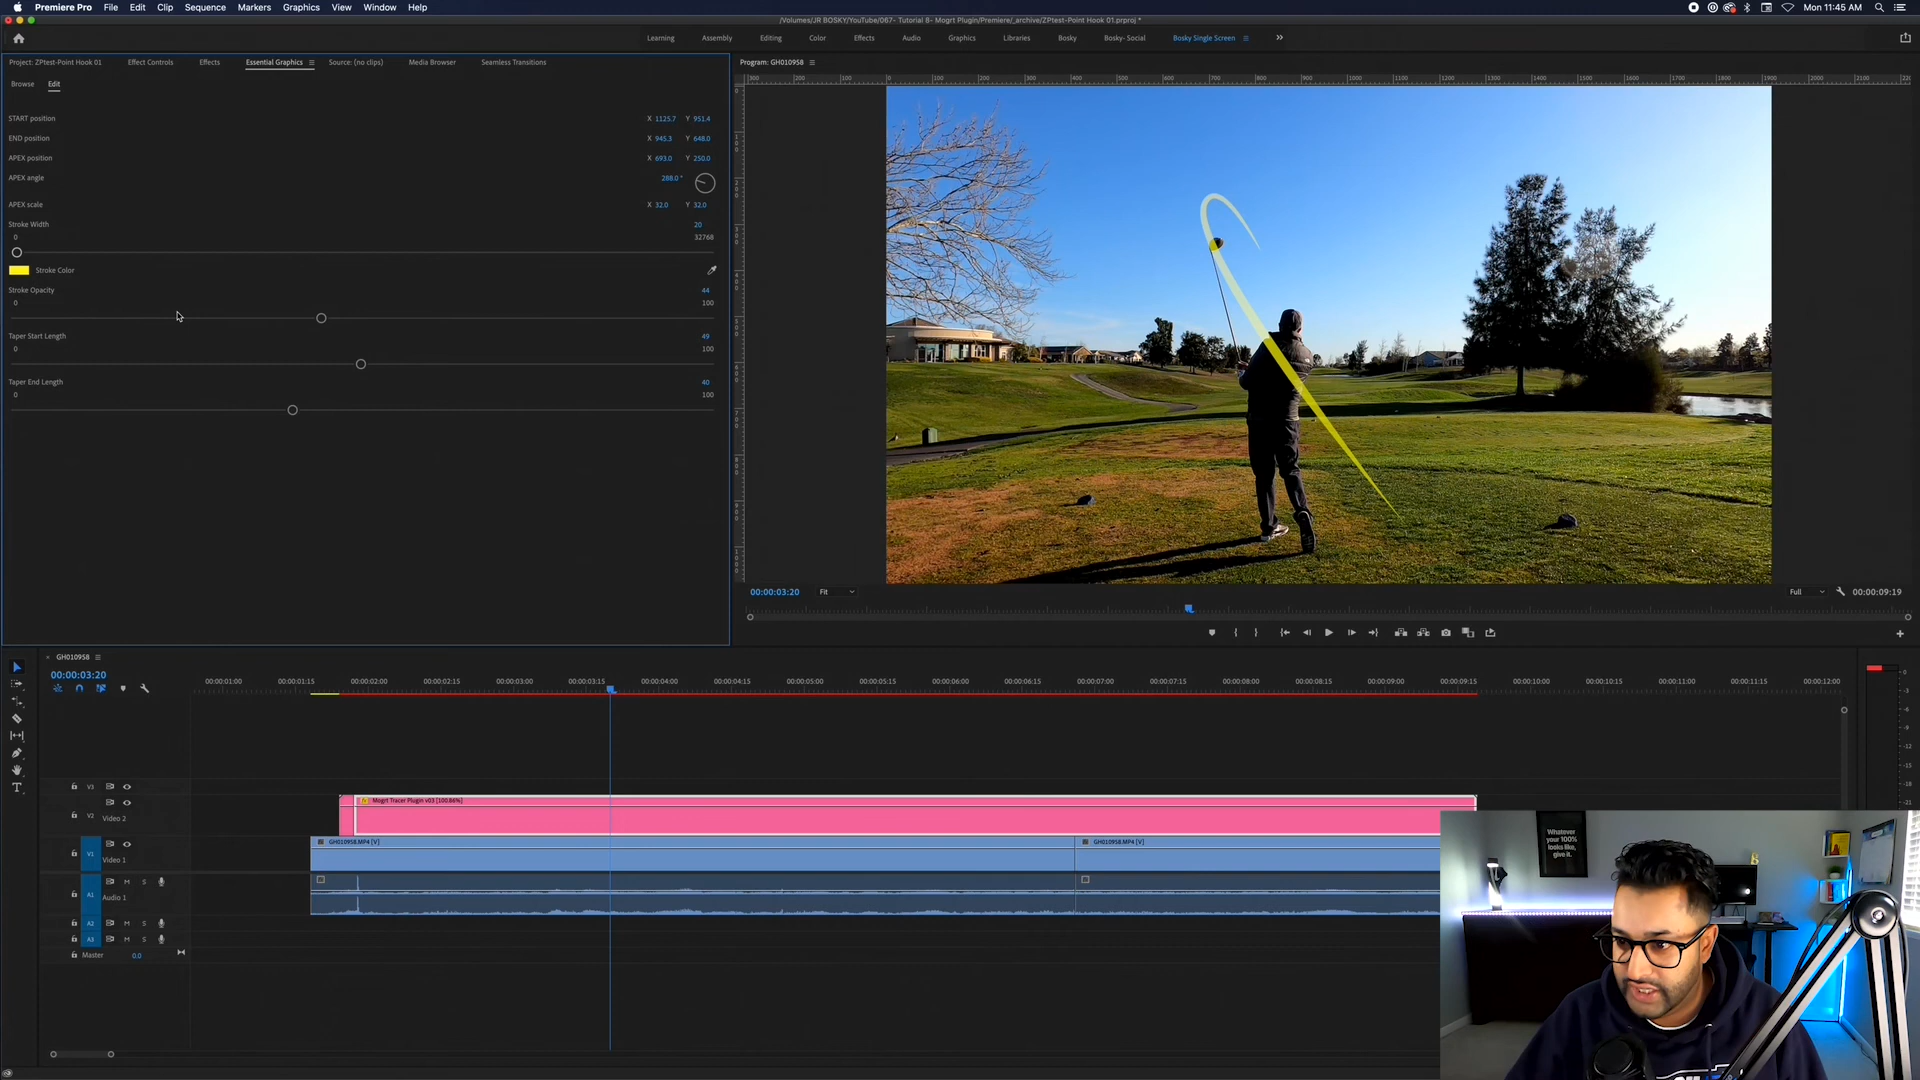 Premiere Pro File Edit Clip Sequence Markers Graphics View Window Help Mon 11:45 AM
/Volumes/JR BOSKY/YouTube/067- Tutorial 8- Mogrt Plugin/Premiere/_archive/ZPtest-Point Hook 01.prproj *
Learning Assembly Editing Color Effects Audio Graphics Libraries Bosky Bosky- Social Bosky Single Screen
Project: ZPtest-Point Hook 01 Effect Controls Effects Essential Graphics Source: (no clips) Media Browser Seamless Transitions
Program: GH010958
Browse Edit
START position X 1125.7 Y 951.4
END position X 945.3 Y 648.0
APEX position X 693.0 Y 250.0
APEX angle 288.0 °
APEX scale X 32.0 Y 32.0
Stroke Width 20
0 32768
Stroke Color
Stroke Opacity 44
0 100
Taper Start Length 49
0 100
Taper End Length 40
0 100
00:00:03:20 Fit Full 00:00:09:19
GH010958
00:00:03:20
00:00:01:00 00:00:01:15 00:00:02:00 00:00:02:15 00:00:03:00 00:00:03:15 00:00:04:00 00:00:04:15 00:00:05:00 00:00:05:15 00:00:06:00 00:00:06:15 00:00:07:00 00:00:07:15 00:00:08:00 00:00:08:15 00:00:09:00 00:00:09:15 00:00:10:00 00:00:10:15 00:00:11:00 00:00:11:15 00:00:12:00
V3
V2 Video 2
Mogrt Tracer Plugin v03 [100.86%]
V1 Video 1
GH010958.MP4 [V] GH010958.MP4 [V]
A1 M S
Audio 1
A2 M S
A3 M S
Master 0.0
Whatever
your 100%
looks like,
give it.